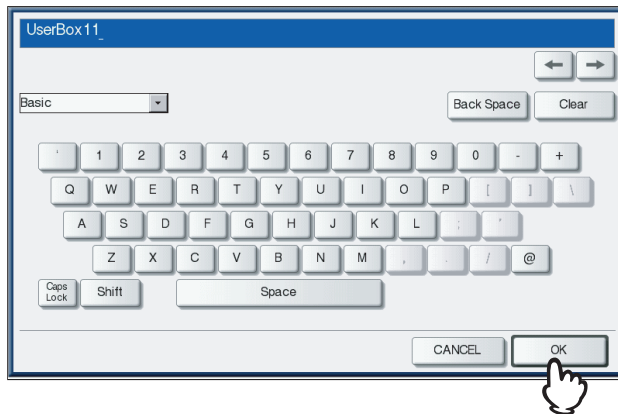 UserBox11_
← →
Basic
Back Space Clear
` 1 2 3 4 5 6 7 8 9 0 - +
Q W E R T Y U I O P [ ] \
A S D F G H J K L ; '
Z X C V B N M , . / @
Caps Lock Shift Space
CANCEL OK